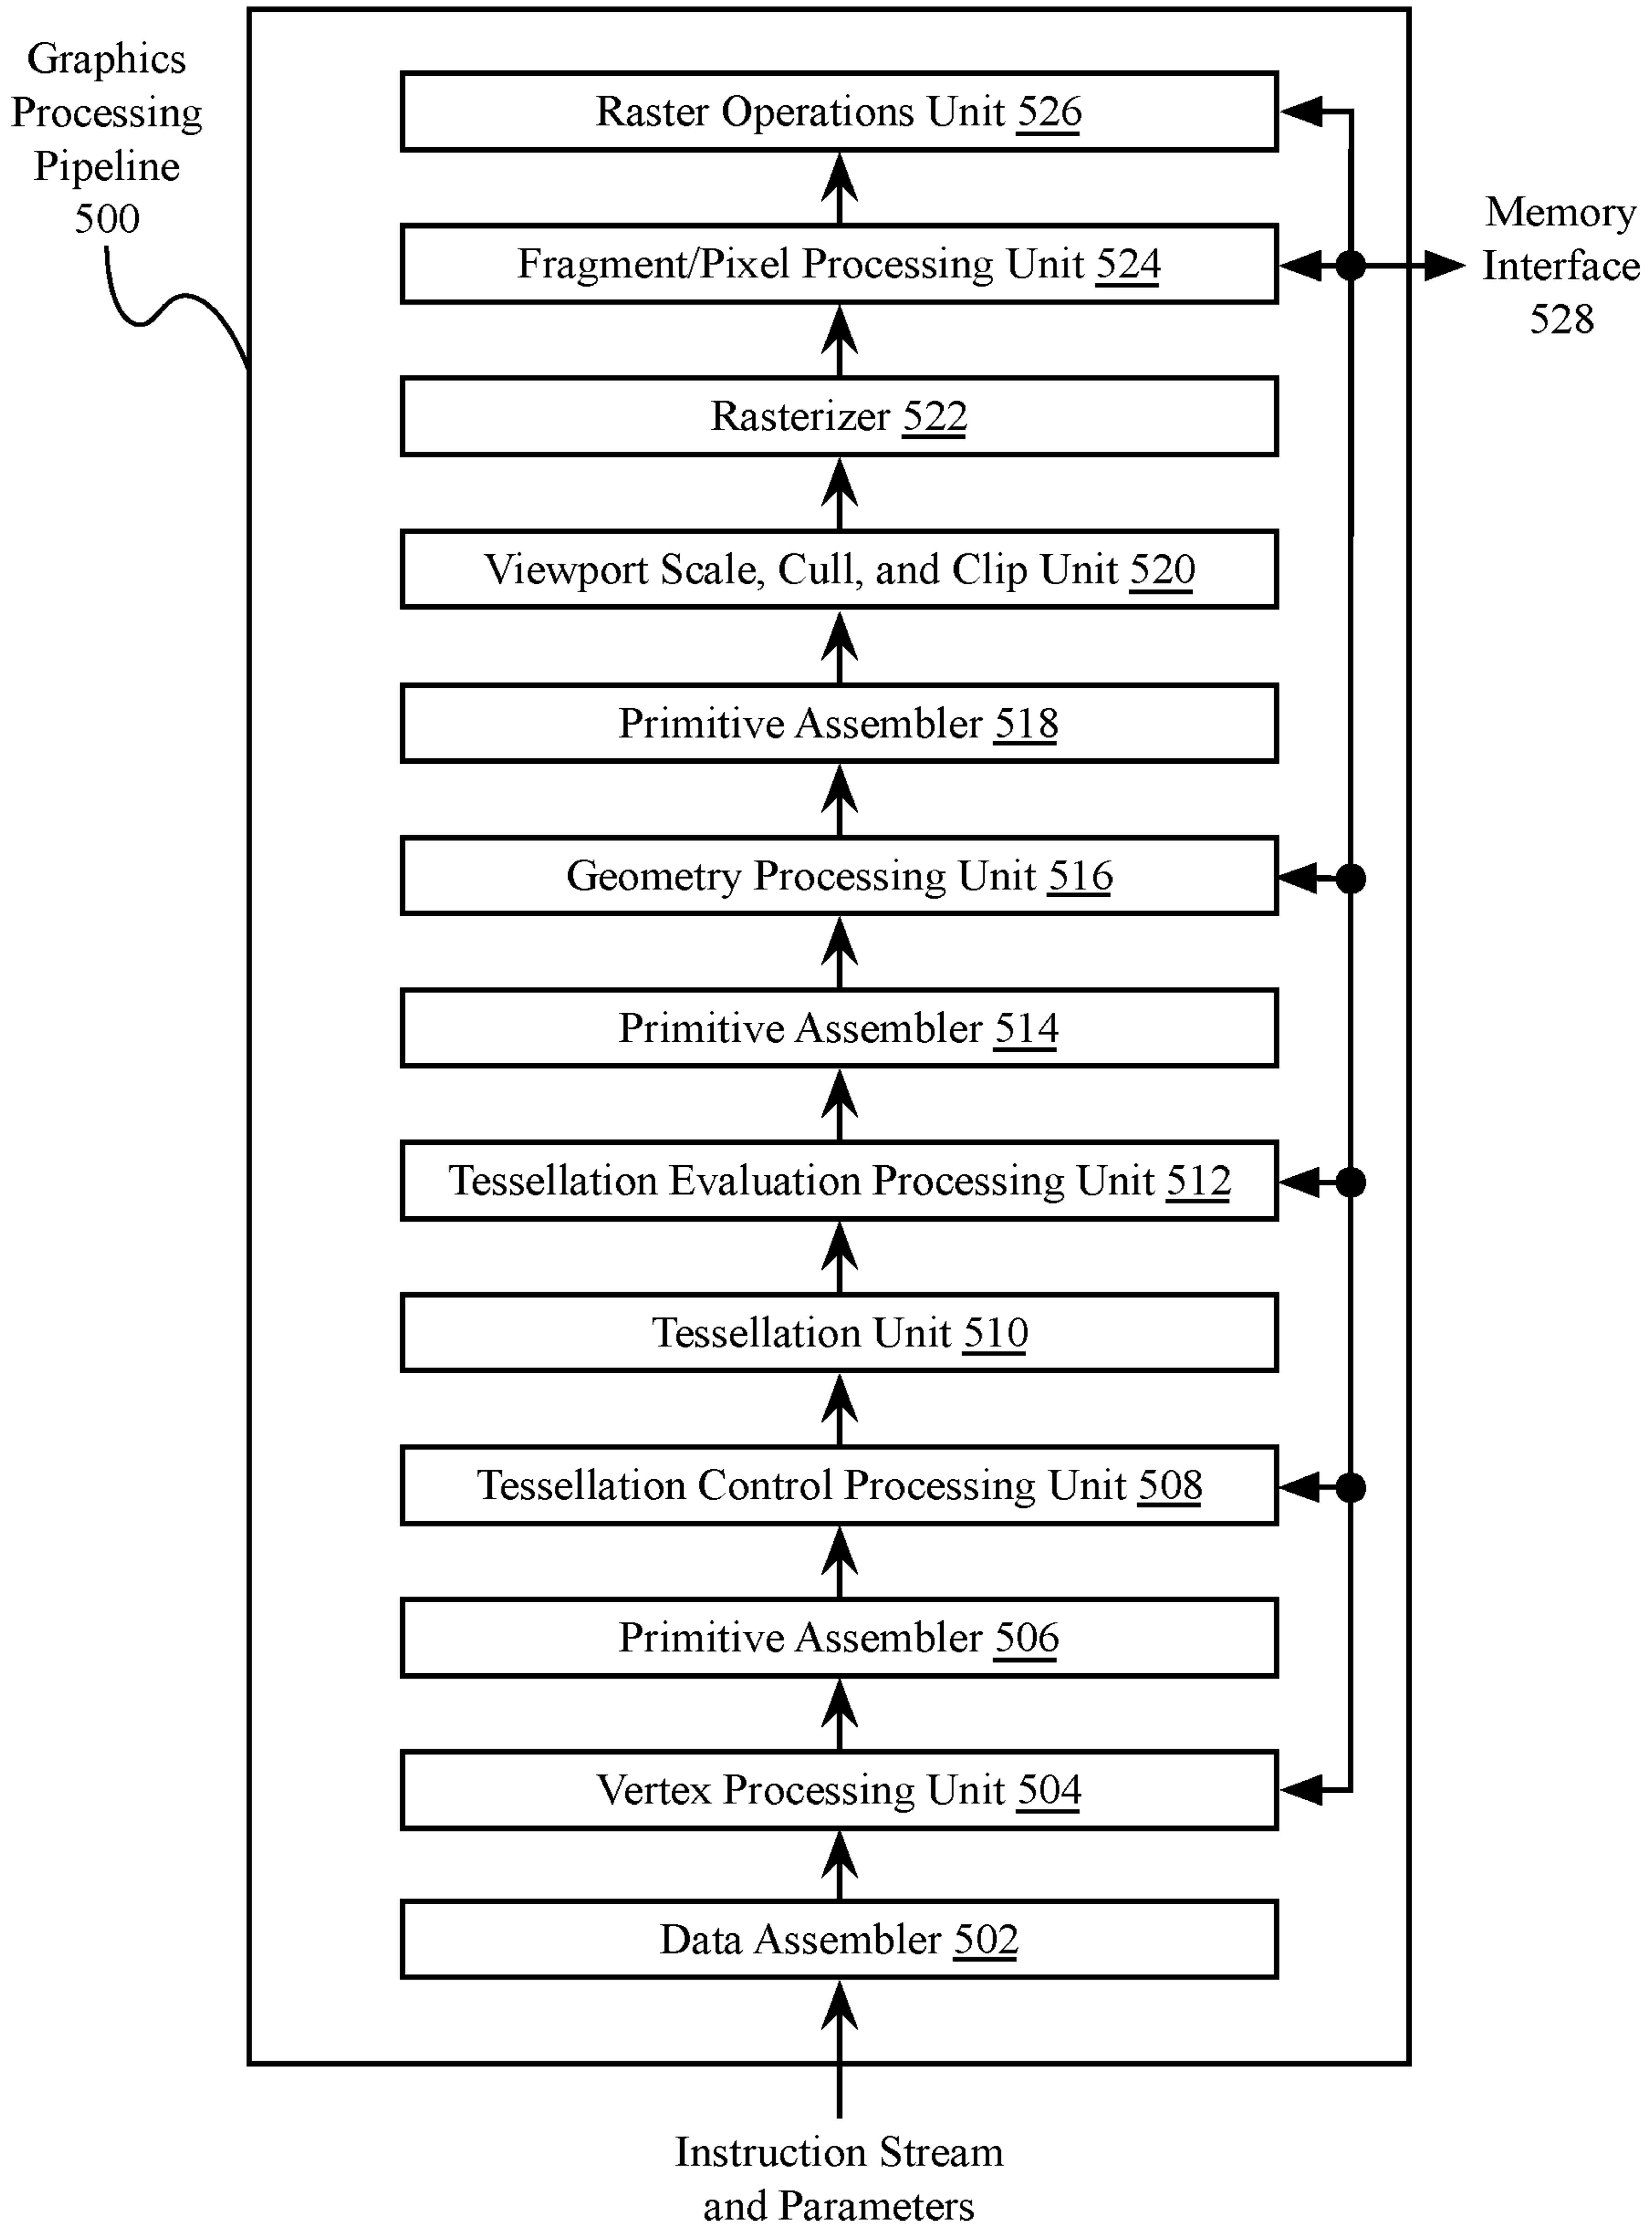 Graphics
Processing
Pipeline
500
Raster Operations Unit 526
Fragment/Pixel Processing Unit 524
Memory
Interface
528
Rasterizer 522
Viewport Scale, Cull, and Clip Unit 520
Primitive Assembler 518
Geometry Processing Unit 516
Primitive Assembler 514
Tessellation Evaluation Processing Unit 512
Tessellation Unit 510
Tessellation Control Processing Unit 508
Primitive Assembler 506
Vertex Processing Unit 504
Data Assembler 502
Instruction Stream
and Parameters